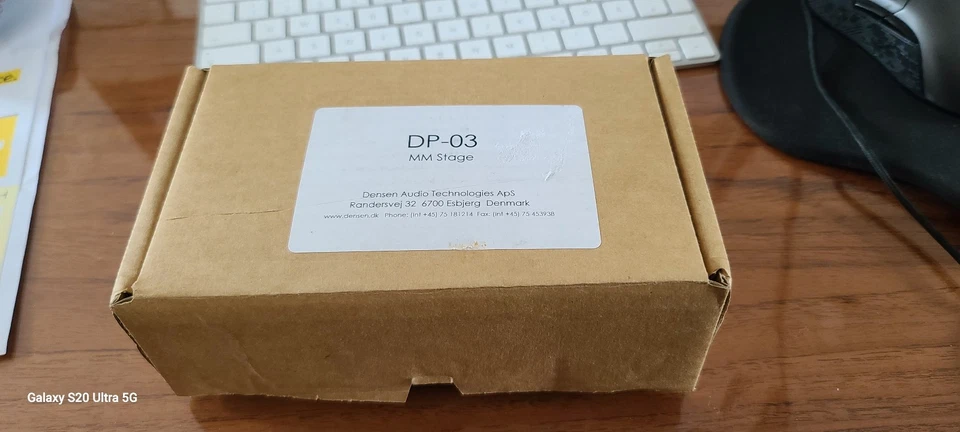 ce.
DP-03
MM Stage
Densen Audio Technologies ApS
Randersvej 32 6700 Esbjerg Denmark
www.densen.dk Phone: (int +45) 75 181214 Fax. (int +45) 75 453938
Galaxy S20 Ultra 5G